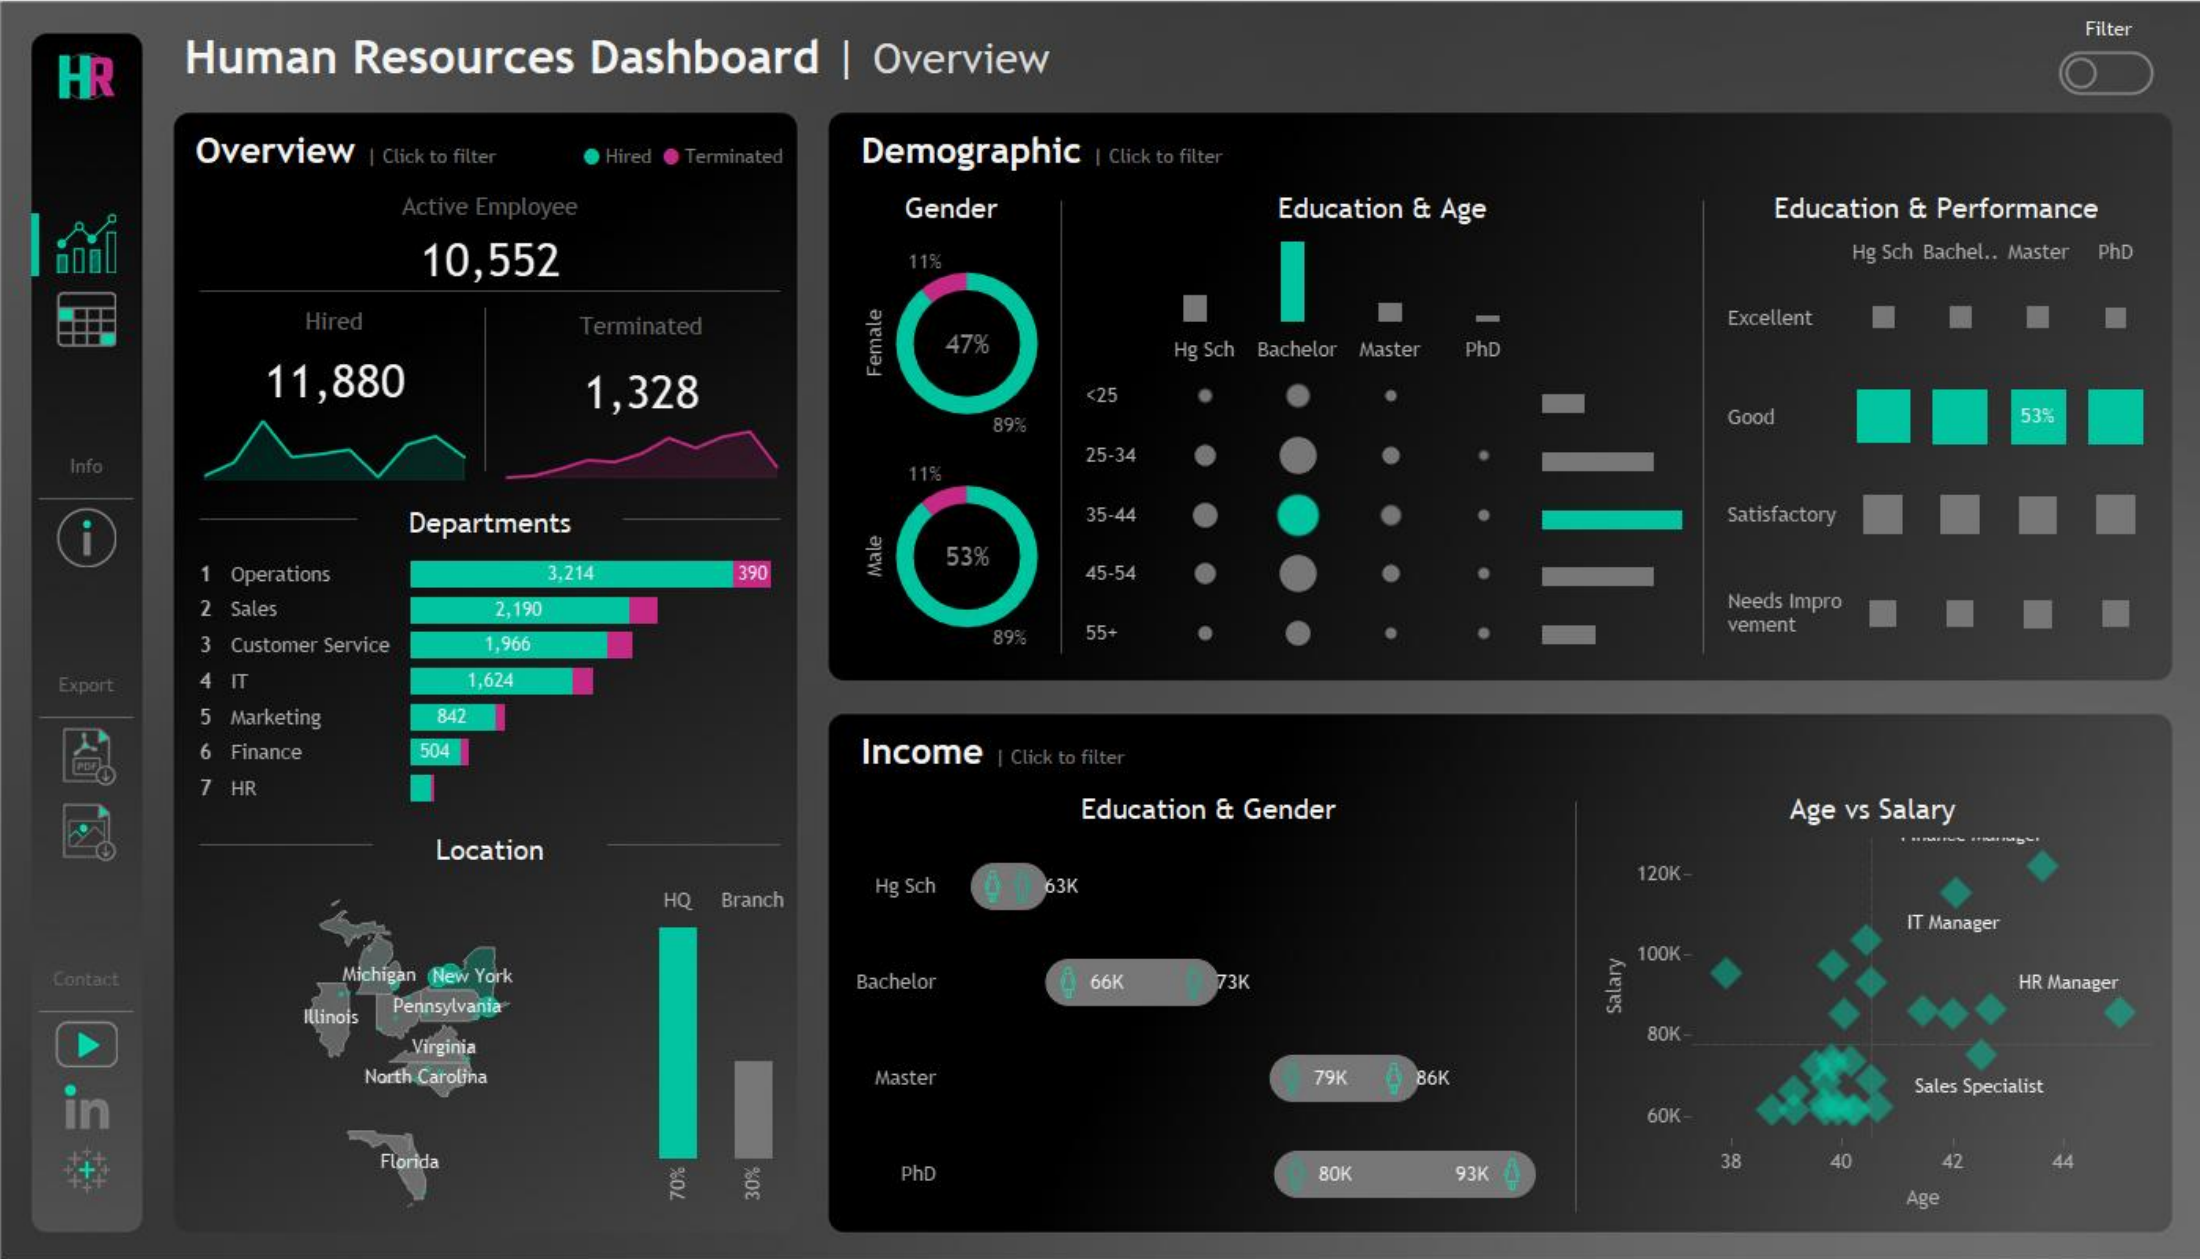 HR
Human Resources Dashboard | Overview
Filter
Overview | Click to filter
Hired
Terminated
Active Employee
10,552
Hired
11,880
Terminated
1,328
Departments
1 Operations 3,214 390
2 Sales 2,190
3 Customer Service 1,966
4 IT 1,624
5 Marketing 842
6 Finance 504
7 HR
Location
Michigan
New York
Pennsylvania
Illinois
Virginia
North Carolina
Florida
HQ Branch
70% 30%
Info
Export
PDF
Contact
in
Demographic | Click to filter
Gender
Female
11%
47%
89%
Male
11%
53%
89%
Education & Age
Hg Sch Bachelor Master PhD
<25
25-34
35-44
45-54
55+
Education & Performance
Hg Sch Bachel.. Master PhD
Excellent
Good 53%
Satisfactory
Needs Impro
vement
Income | Click to filter
Education & Gender
Hg Sch 63K
Bachelor 66K 73K
Master 79K 86K
PhD 80K 93K
Age vs Salary
Salary
120K
100K
80K
60K
IT Manager
HR Manager
Sales Specialist
38 40 42 44
Age